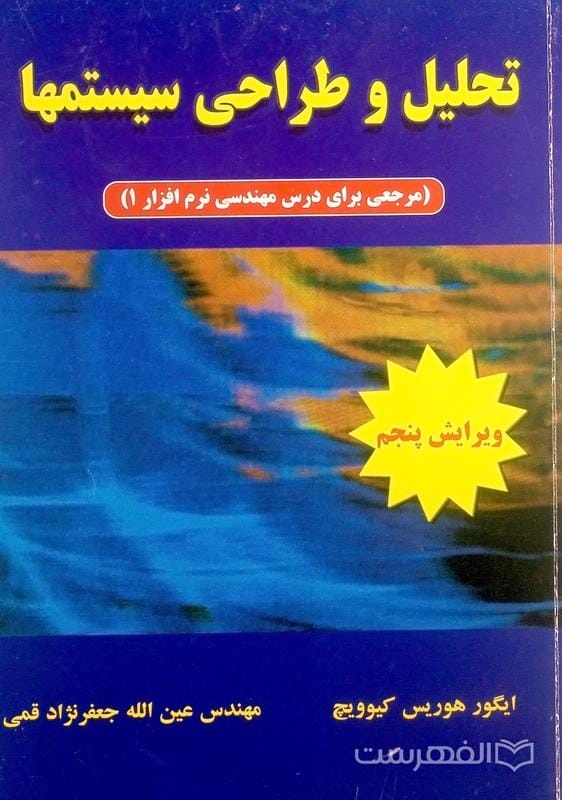 تحلیل و طراحی سیستمها
(مرجعی برای درس مهندسی نرم افزار ۱)
ویرایش پنجم
ایگور هوریس کیوویچ
مهندس عین الله جعفرنژاد قمی
الفهرست